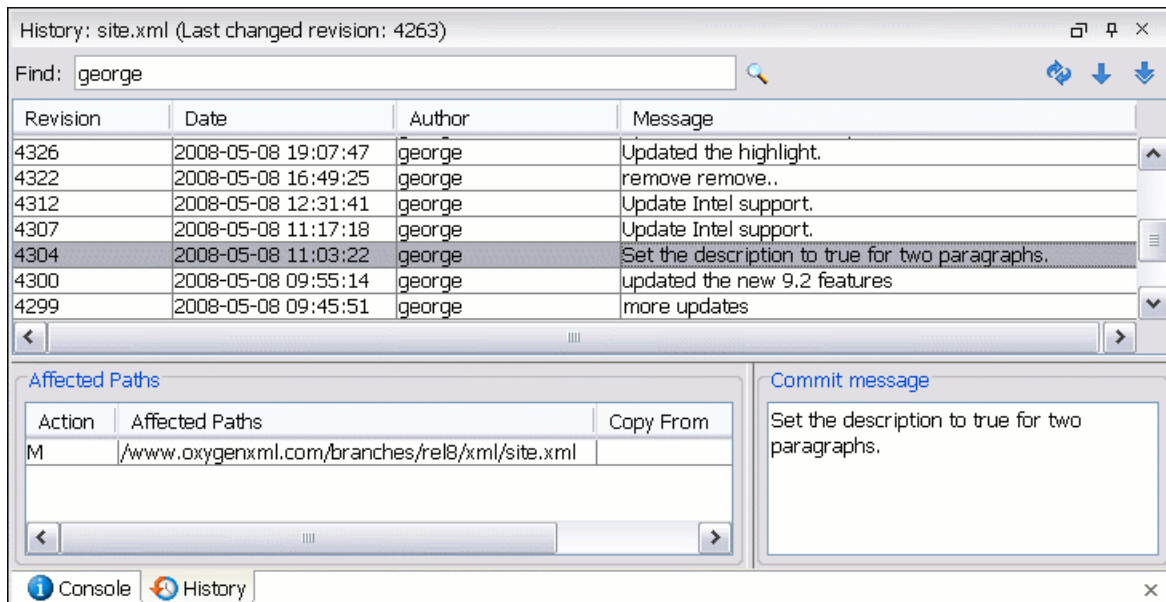 History: site.xml (Last changed revision: 4263)
Find: george
Revision Date Author Message
4326 2008-05-08 19:07:47 george Updated the highlight.
4322 2008-05-08 16:49:25 george remove remove..
4312 2008-05-08 12:31:41 george Update Intel support.
4307 2008-05-08 11:17:18 george Update Intel support.
4304 2008-05-08 11:03:22 george Set the description to true for two paragraphs.
4300 2008-05-08 09:55:14 george updated the new 9.2 features
4299 2008-05-08 09:45:51 george more updates
Affected Paths
Action Affected Paths Copy From
M /www.oxygenxml.com/branches/rel8/xml/site.xml
Commit message
Set the description to true for two
paragraphs.
Console History